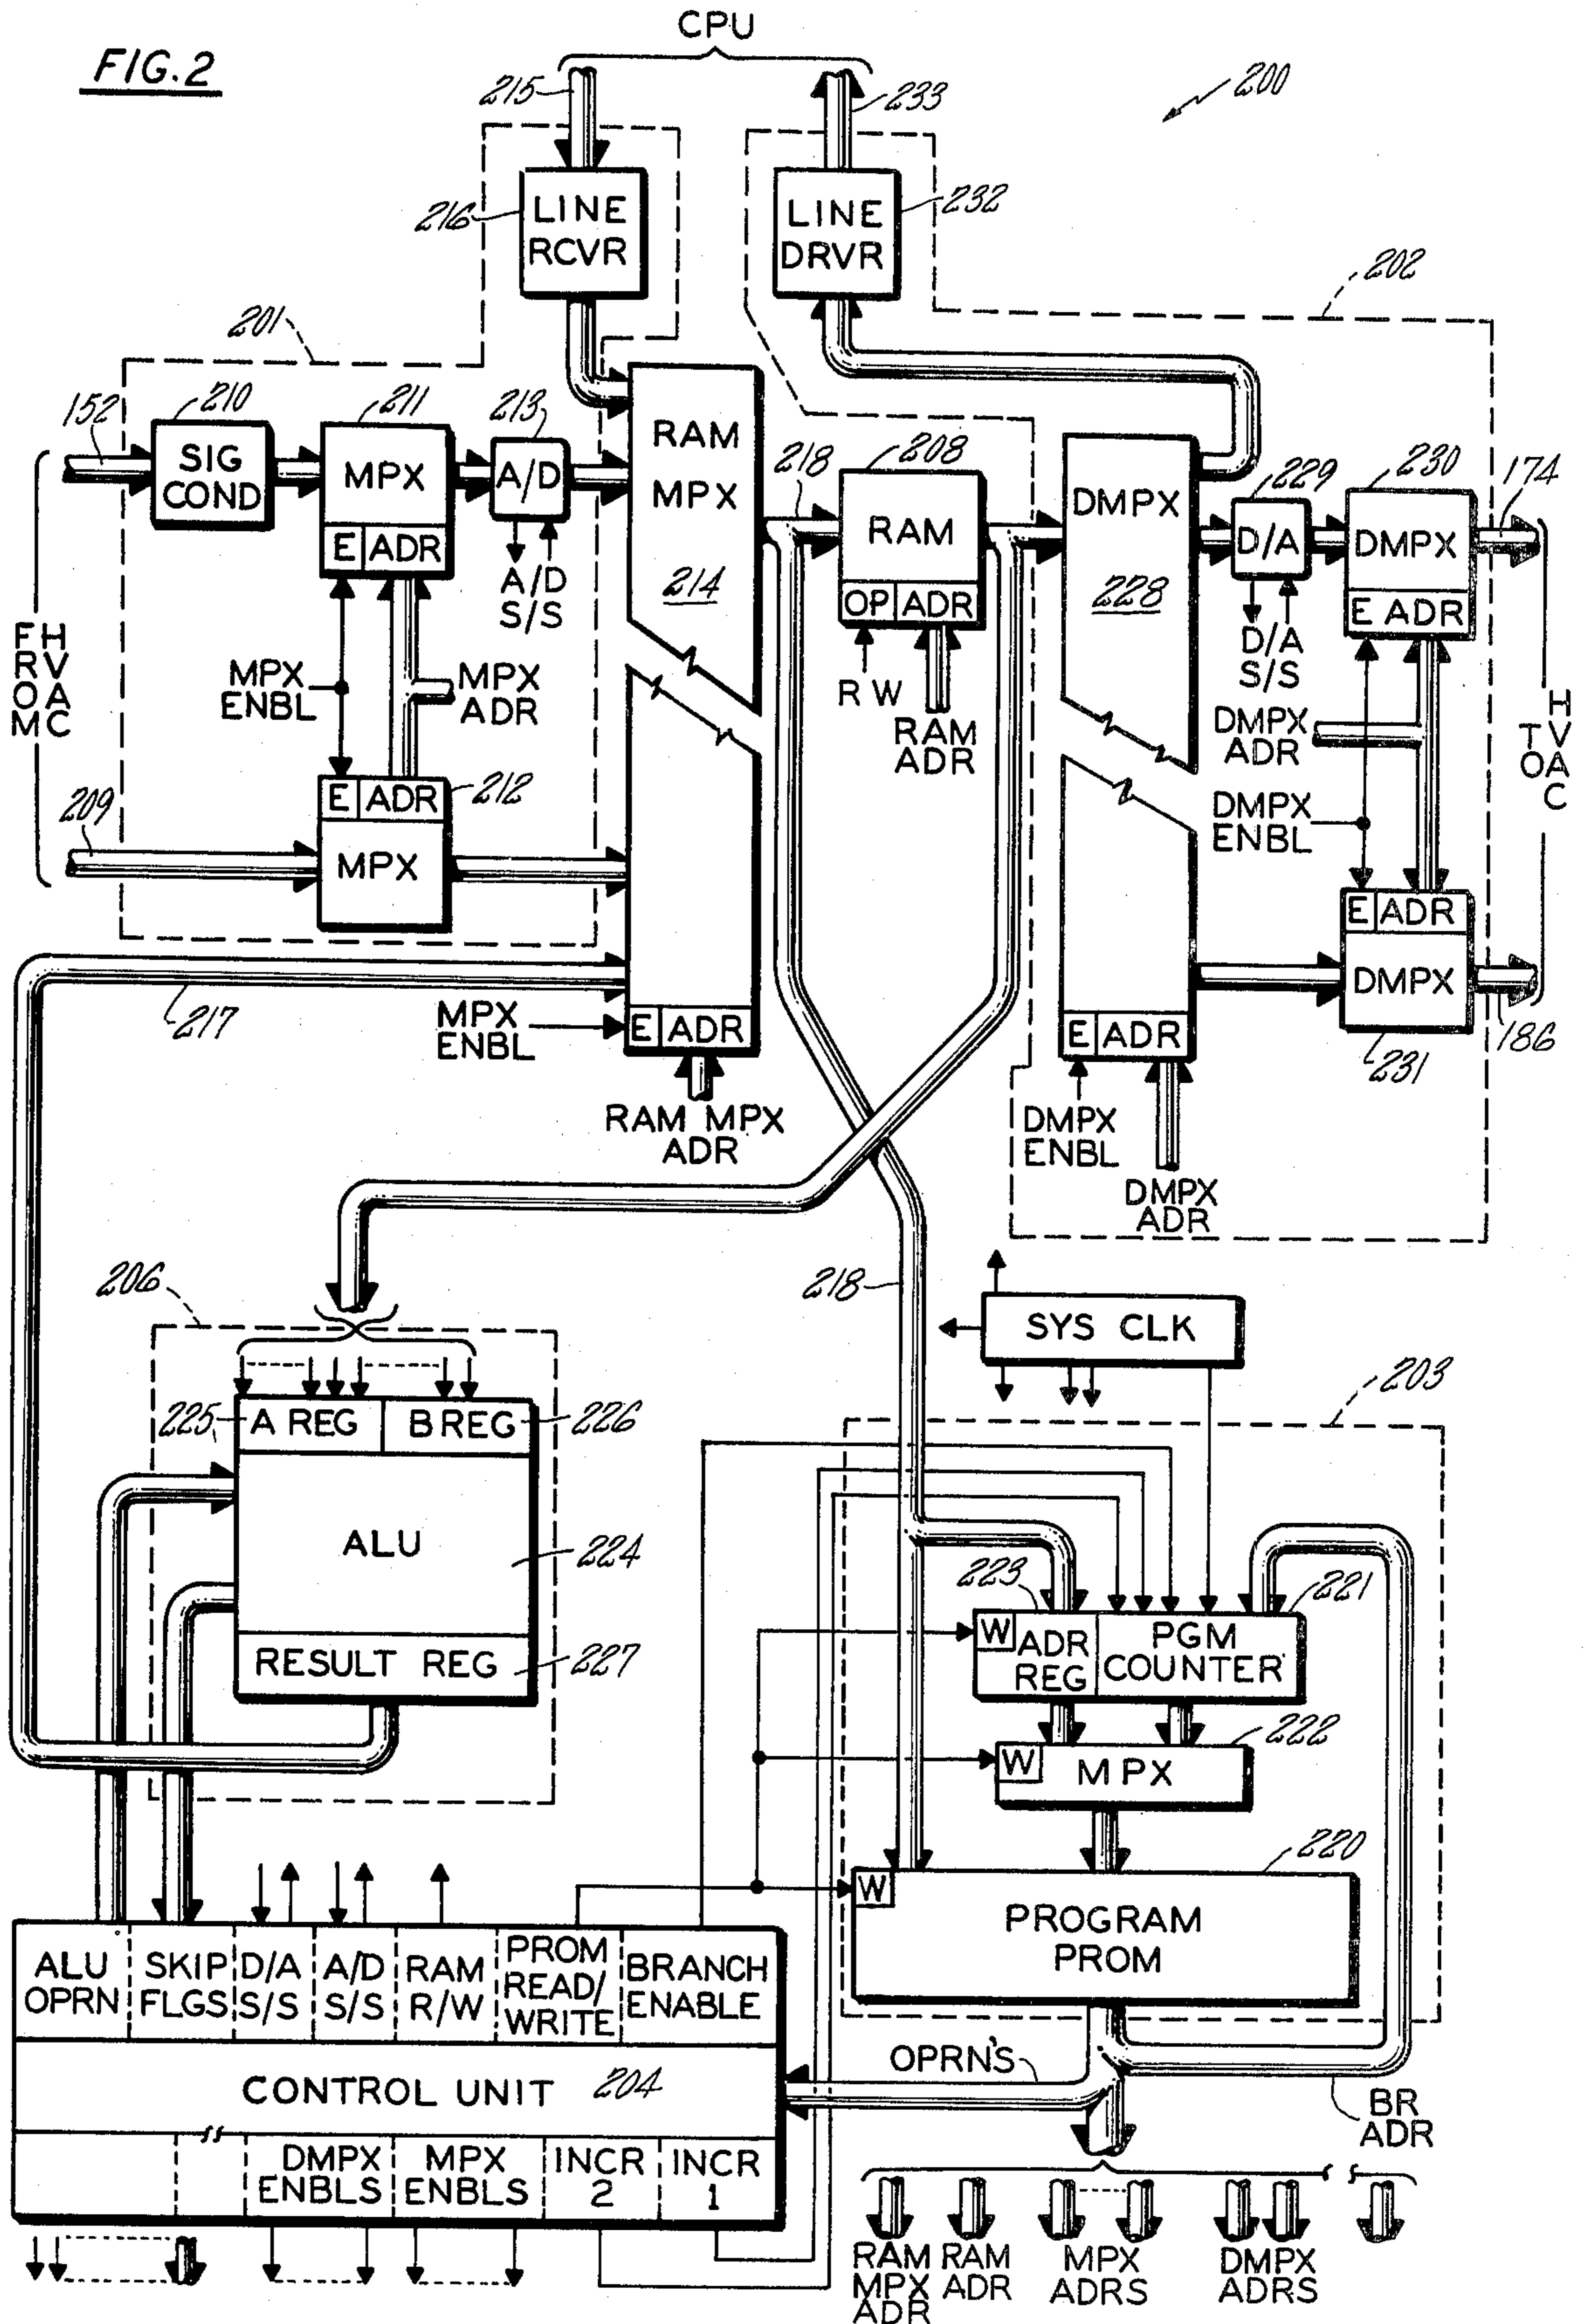 FIG. 2
CPU
215
233
200
216
LINE
RCVR
LINE
DRVR
232
202
201
152
210
211
213
SIG
COND
MPX
E ADR
A/D
A/D
S/S
RAM
MPX
214
218
208
RAM
OP ADR
R W
RAM
ADR
DMPX
228
229
230
174
D/A
D/A
S/S
DMPX
E ADR
FROM
HVAC
MPX
ENBL
MPX
ADR
DMPX
ADR
DMPX
ENBL
TO
HVAC
209
E ADR
212
MPX
E ADR
DMPX
217
MPX
ENBL
E ADR
RAM MPX
ADR
E ADR
231
186
DMPX
ENBL
DMPX
ADR
206
218
SYS CLK
203
225
A REG
B REG
226
ALU
224
RESULT REG
227
223
221
W
ADR
REG
PGM
COUNTER
222
W
MPX
220
W
PROGRAM
PROM
ALU
OPRN
SKIP
FLGS
D/A
S/S
A/D
S/S
RAM
R/W
PROM
READ/
WRITE
BRANCH
ENABLE
CONTROL UNIT 204
OPRN'S
BR
ADR
DMPX
ENBLS
MPX
ENBLS
INCR
2
INCR
1
RAM
MPX
ADR
RAM
ADR
MPX
ADRS
DMPX
ADRS